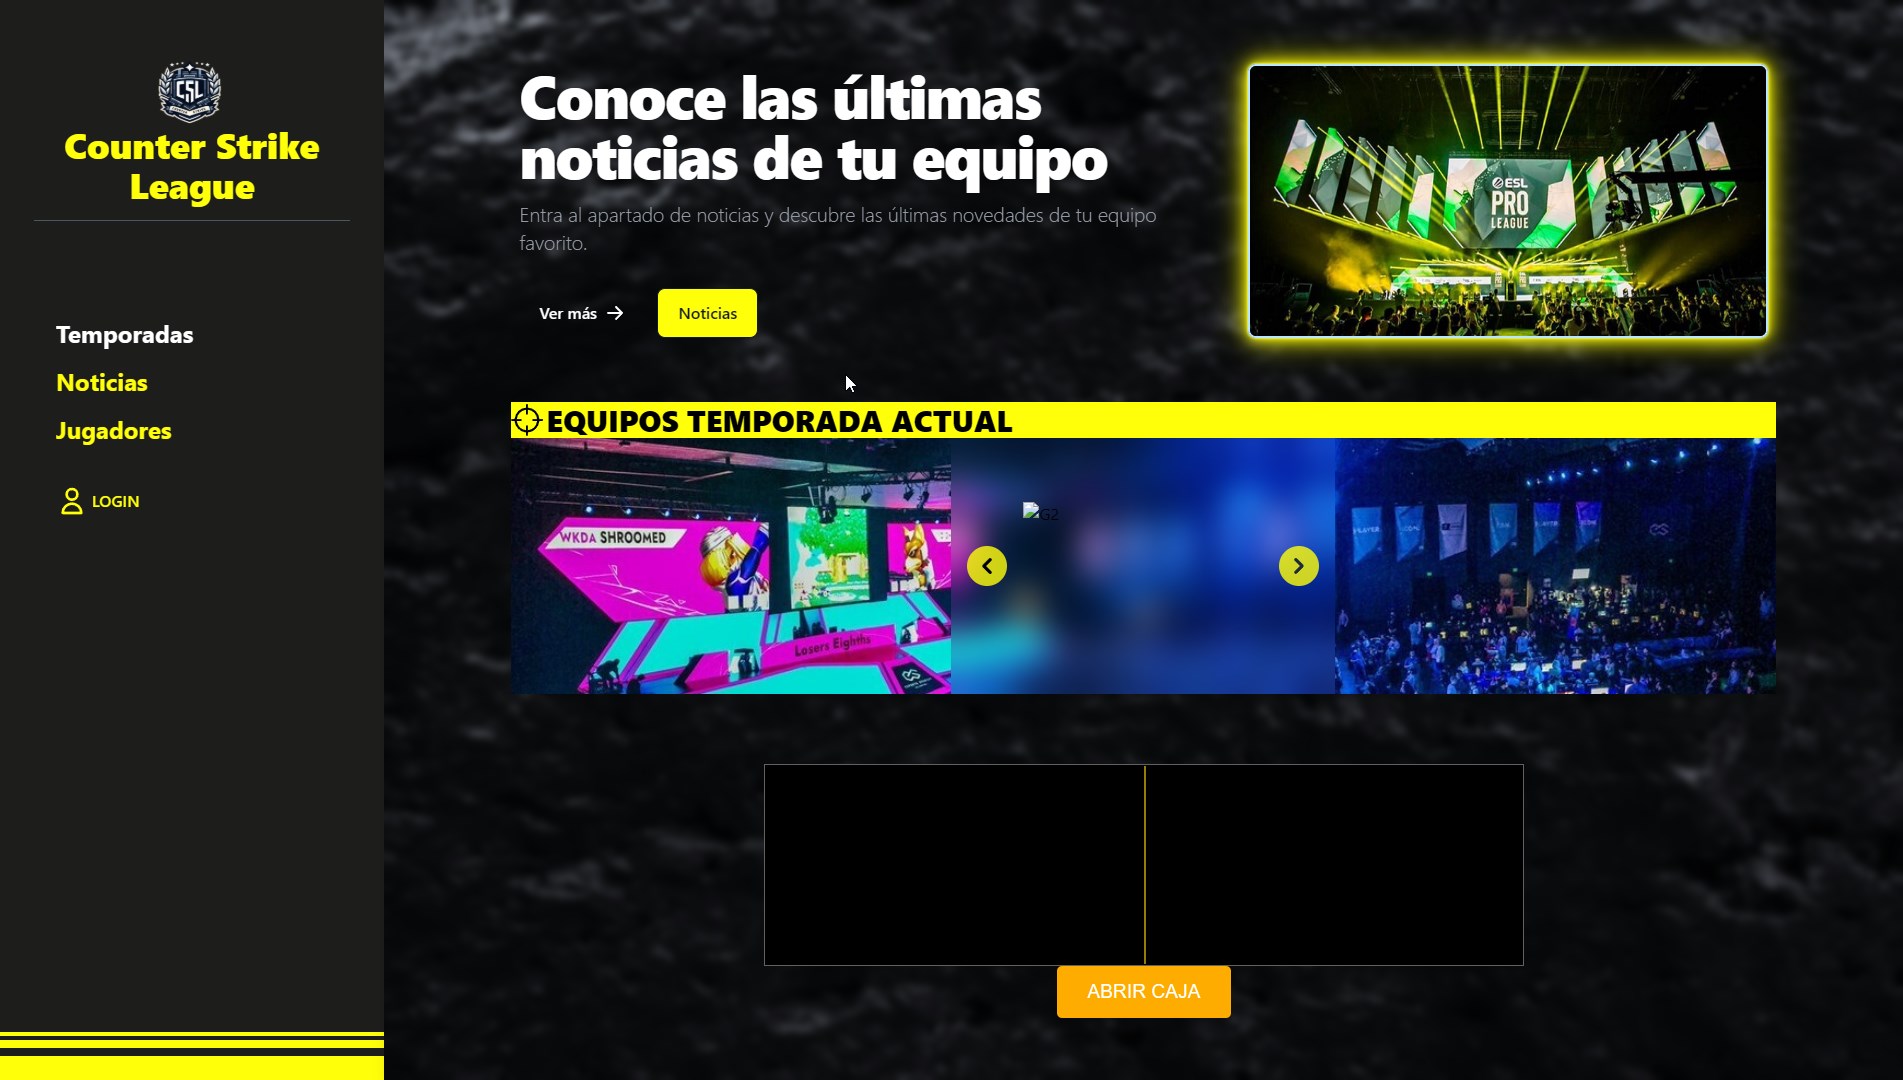 CSL
Counter Strike
League
Temporadas
Noticias
Jugadores
LOGIN
Conoce las últimas
noticias de tu equipo
Entra al apartado de noticias y descubre las últimas novedades de tu equipo
favorito.
Ver más
Noticias
ESL
PRO
LEAGUE
EQUIPOS TEMPORADA ACTUAL
WKDA SHROOMED
Losers Eighths
G2
ABRIR CAJA